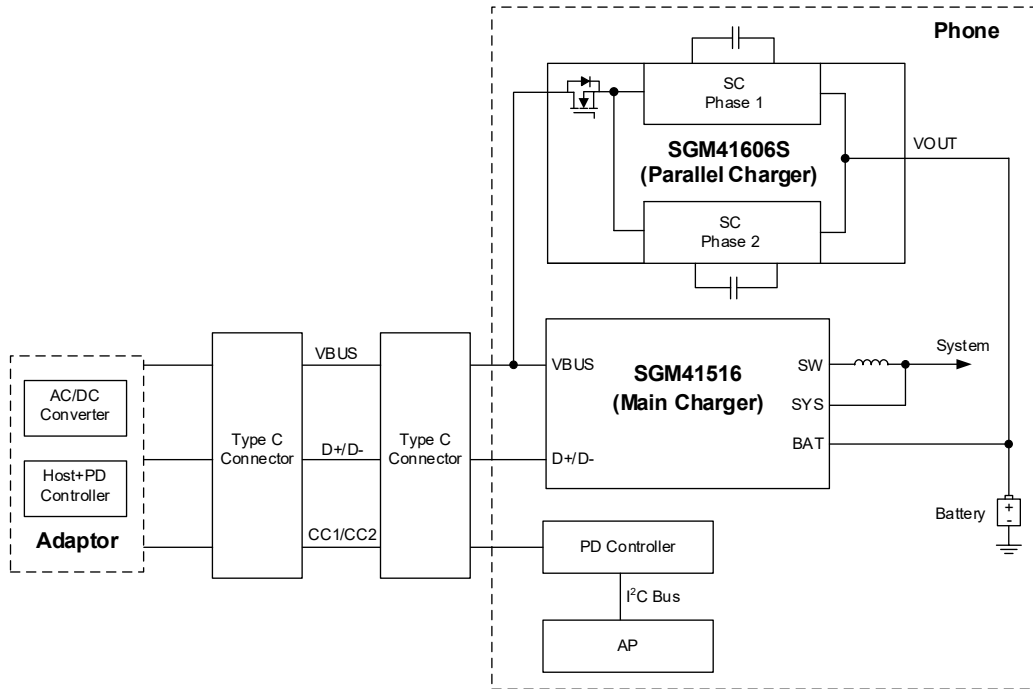 Phone
SC
Phase 1
SGM41606S
(Parallel Charger)
VOUT
SC
Phase 2
VBUS
SGM41516
(Main Charger)
SW
SYS
BAT
D+/D-
System
AC/DC
Converter
Host+PD
Controller
Adaptor
Type C
Connector
VBUS
D+/D-
CC1/CC2
Type C
Connector
Battery
+
-
PD Controller
I²C Bus
AP